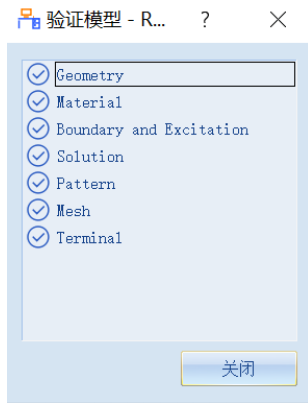 验证模型 - R... ?
Geometry
Material
Boundary and Excitation
Solution
Pattern
Mesh
Terminal
关闭